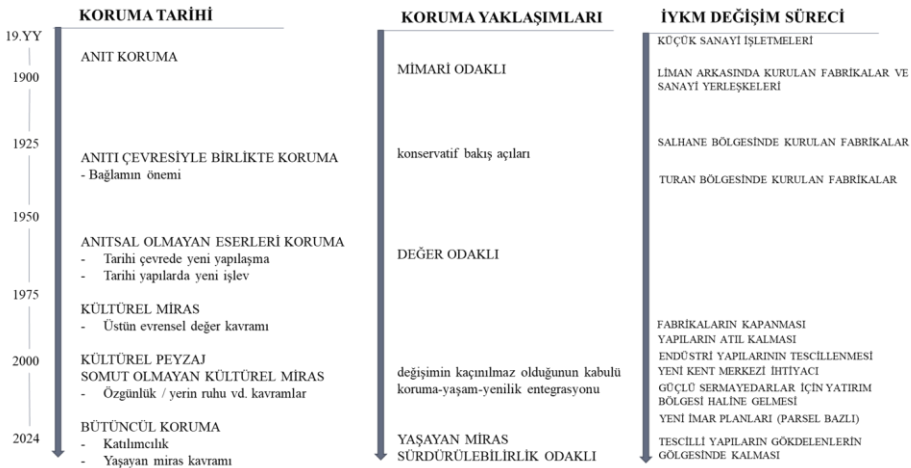 KORUMA TARİHİ
19.YY
1900
1925
1950
1975
2000
2024
ANIT KORUMA
ANITI ÇEVRESİYLE BİRLİKTE KORUMA
- Bağlamın önemi
ANITSAL OLMAYAN ESERLERİ KORUMA
- Tarihi çevrede yeni yapılaşma
- Tarihi yapılarda yeni işlev
KÜLTÜREL MİRAS
- Üstün evrensel değer kavramı
KÜLTÜREL PEYZAJ
SOMUT OLMAYAN KÜLTÜREL MİRAS
- Özgünlük / yerin ruhu vd. kavramlar
BÜTÜNCÜL KORUMA
- Katılımcılık
- Yaşayan miras kavramı
KORUMA YAKLAŞIMLARI
MİMARİ ODAKLI
konservatif bakış açıları
DEĞER ODAKLI
değişimin kaçınılmaz olduğunun kabulü
koruma-yaşam-yenilik entegrasyonu
YAŞAYAN MİRAS
SÜRDÜRÜLEBİLİRLİK ODAKLI
İYKM DEĞİŞİM SÜRECİ
KÜÇÜK SANAYİ İŞLETMELERİ
LİMAN ARKASINDA KURULAN FABRİKALAR VE
SANAYİ YERLEŞKELERİ
SALHANE BÖLGESİNDE KURULAN FABRİKALAR
TURAN BÖLGESİNDE KURULAN FABRİKALAR
FABRİKALARIN KAPANMASI
YAPILARIN ATIL KALMASI
ENDÜSTRİ YAPILARININ TESCİLLENMESİ
YENİ KENT MERKEZİ İHTİYACI
GÜÇLÜ SERMAYEDARLAR İÇİN YATIRIM
BÖLGESİ HALİNE GELMESİ
YENİ İMAR PLANLARI (PARSEL BAZLI)
TESCİLLİ YAPILARIN GÖKDELENLERİN
GÖLGESİNDE KALMASI